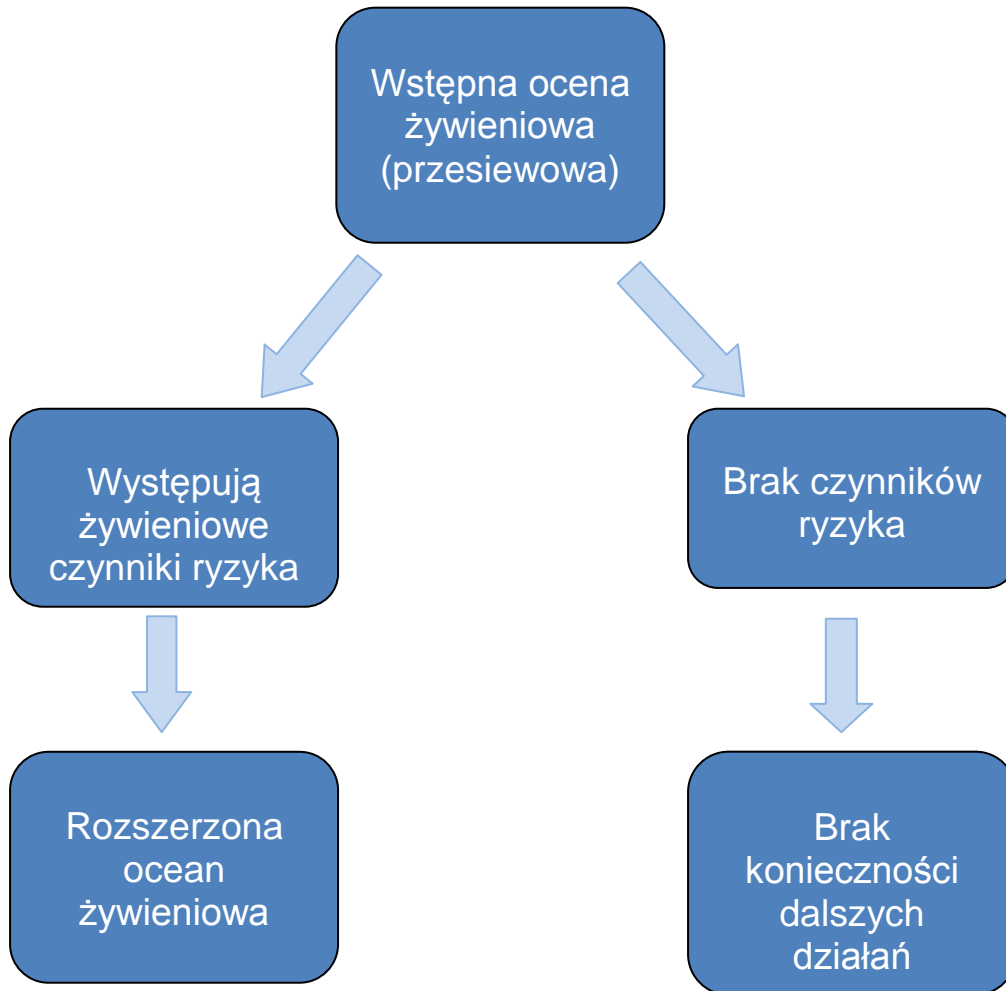 Wstępna ocena
żywieniowa
(przesiewowa)
Występują
żywieniowe
czynniki ryzyka
Brak czynników
ryzyka
Rozszerzona
ocean
żywieniowa
Brak
konieczności
dalszych
działań